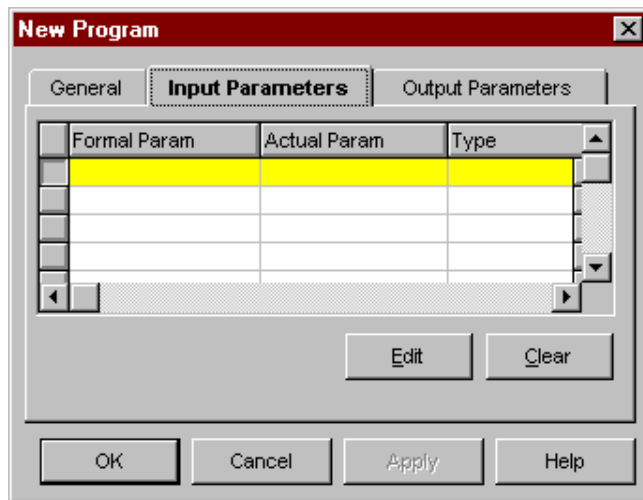 New Program
General Input Parameters Output Parameters
Formal Param Actual Param Type
Edit Clear
OK Cancel Apply Help